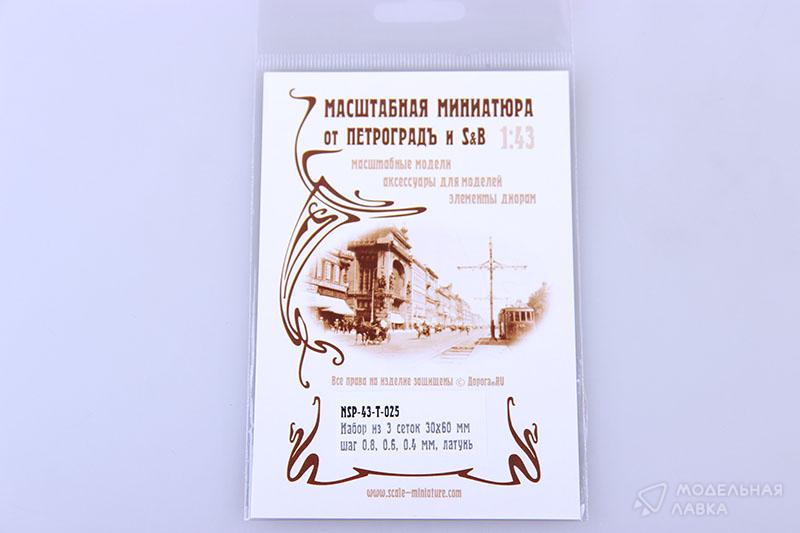 МАСШТАБНАЯ МИНИАТЮРА
ОТ ПЕТРОГРАДЪ И S&B 1:43
масштабные модели
аксессуары для моделей
элементы диорам
Все права на изделие защищены © Дорога.RU
NSP-43-T-025
Набор из 3 сеток 30х60 мм
шаг 0.8, 0.6, 0.4 мм, латунь
www.scale-miniature.com
МОДЕЛЬНАЯ
ЛАВКА